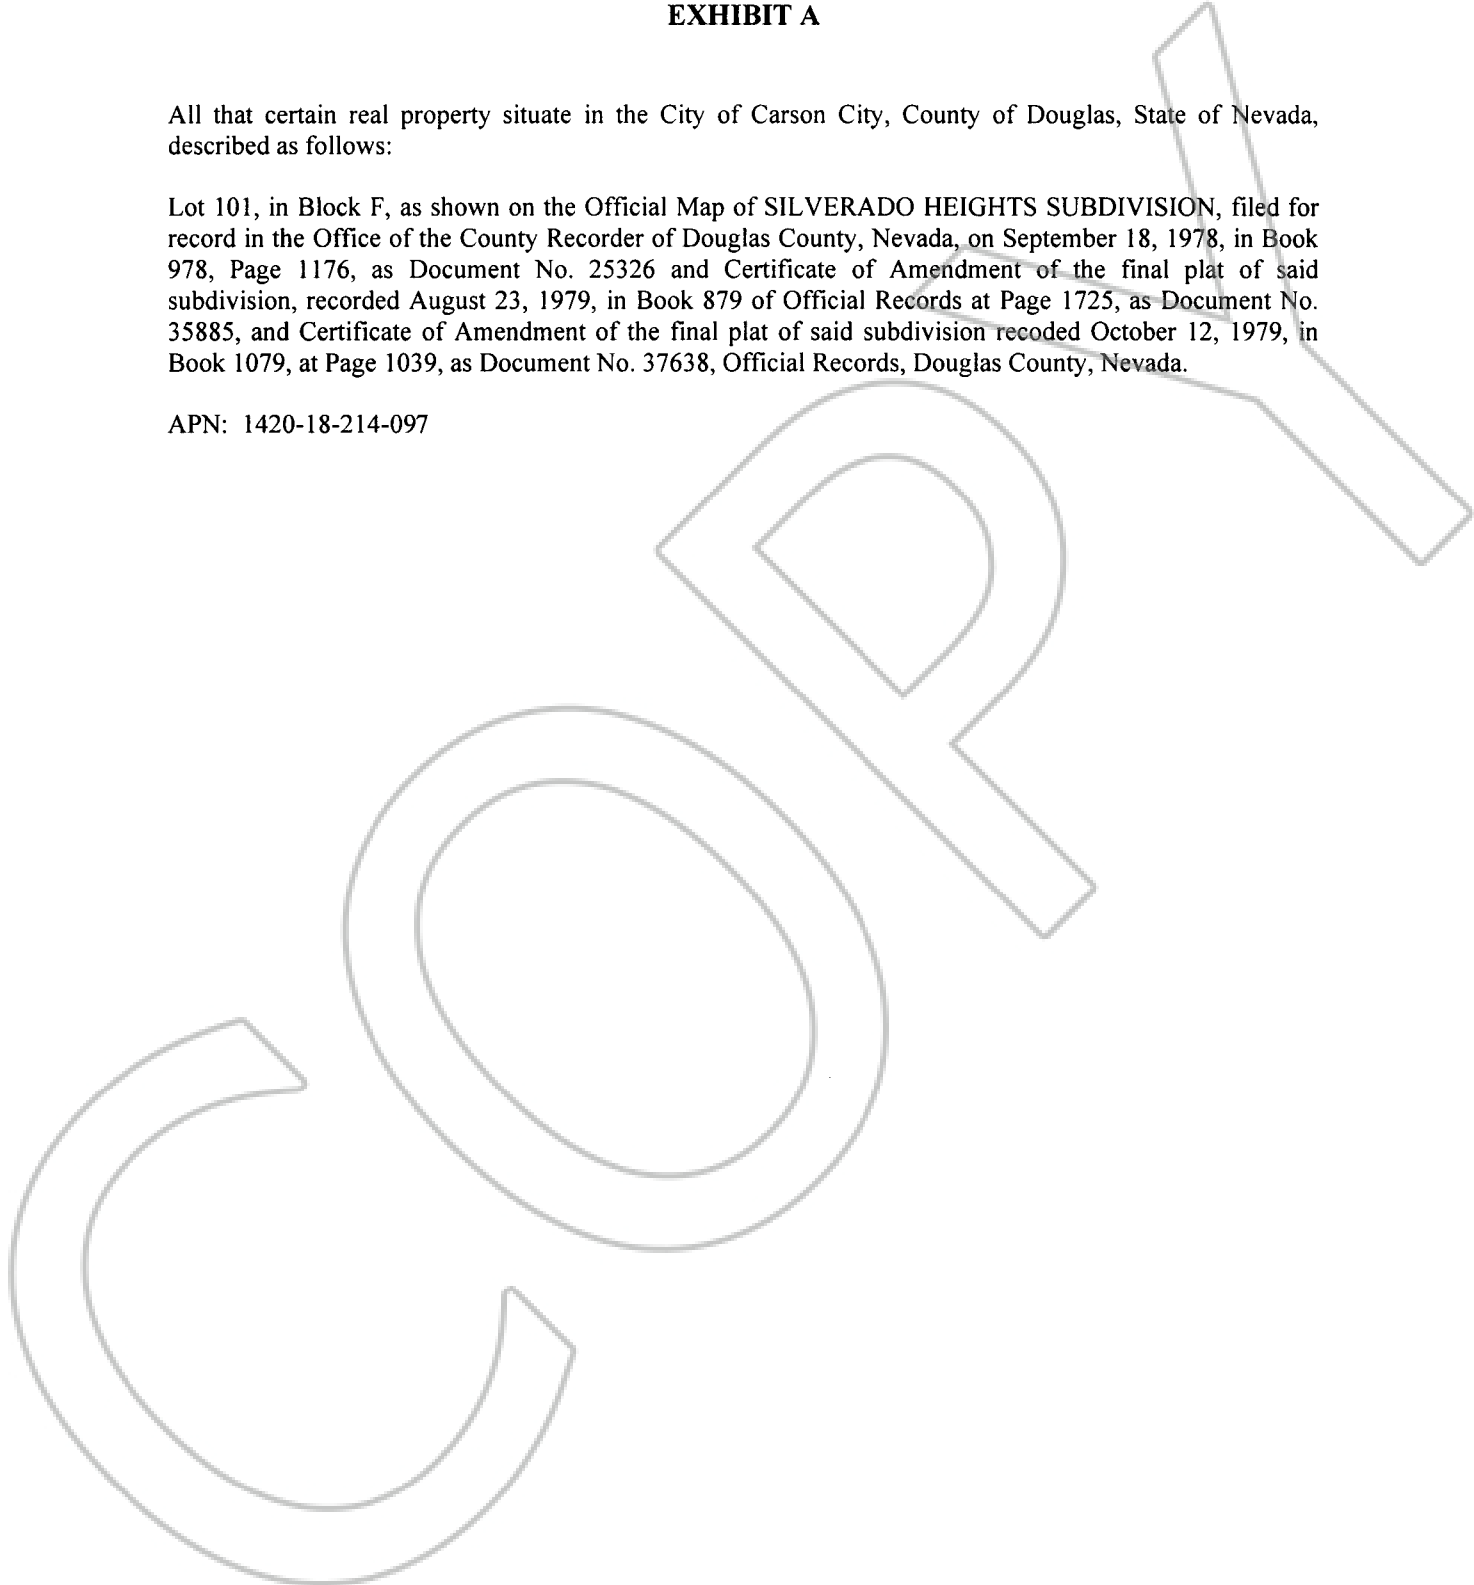 EXHIBIT A
All that certain real property situate in the City of Carson City, County of Douglas, State of Nevada,
described as follows:
Lot 101, in Block F, as shown on the Official Map of SILVERADO HEIGHTS SUBDIVISION, filed for
record in the Office of the County Recorder of Douglas County, Nevada, on September 18, 1978, in Book
978, Page 1176, as Document No. 25326 and Certificate of Amendment of the final plat of said
subdivision, recorded August 23, 1979, in Book 879 of Official Records at Page 1725, as Document No.
35885, and Certificate of Amendment of the final plat of said subdivision recoded October 12, 1979, in
Book 1079, at Page 1039, as Document No. 37638, Official Records, Douglas County, Nevada.
APN: 1420-18-214-097
COPY